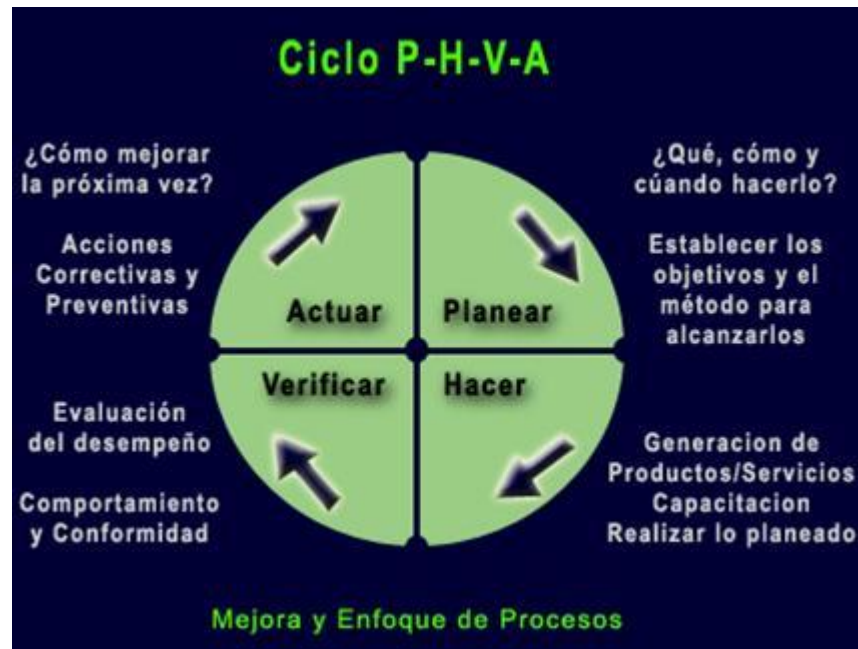 Ciclo P-H-V-A
¿Cómo mejorar
la próxima vez?
Acciones
Correctivas y
Preventivas
¿Qué, cómo y
cúando hacerlo?
Establecer los
objetivos y el
método para
alcanzarlos
Actuar
Planear
Verificar
Hacer
Evaluación
del desempeño
Comportamiento
y Conformidad
Generacion de
Productos/Servicios
Capacitacion
Realizar lo planeado
Mejora y Enfoque de Procesos